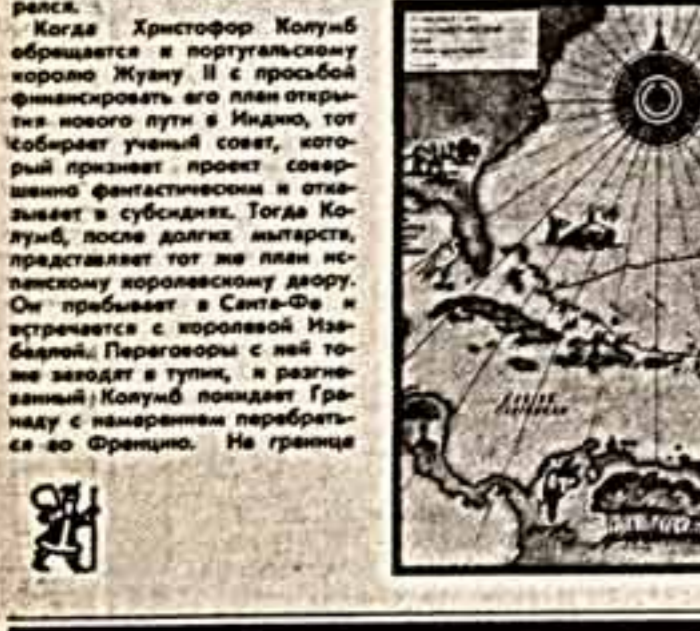 релся.
Когда Христофор Колумб
обращается к португальскому
королю Жуану II с просьбой
финансировать его план откры-
тия нового пути в Индию, тот
собирает ученый совет, кото-
рый признает проект совер-
шенно фантастическим и отка-
зывает в субсидиях. Тогда Ко-
лумб, после долгих мытарств,
представляет тот же план ис-
панскому королевскому двору.
Он прибывает в Санта-Фе и
встречается с королевой Иза-
беллой. Переговоры с ней то-
же заходят в тупик, и разгне-
ванный Колумб покидает Гра-
наду с намерением перебрать-
ся во Францию. На границе